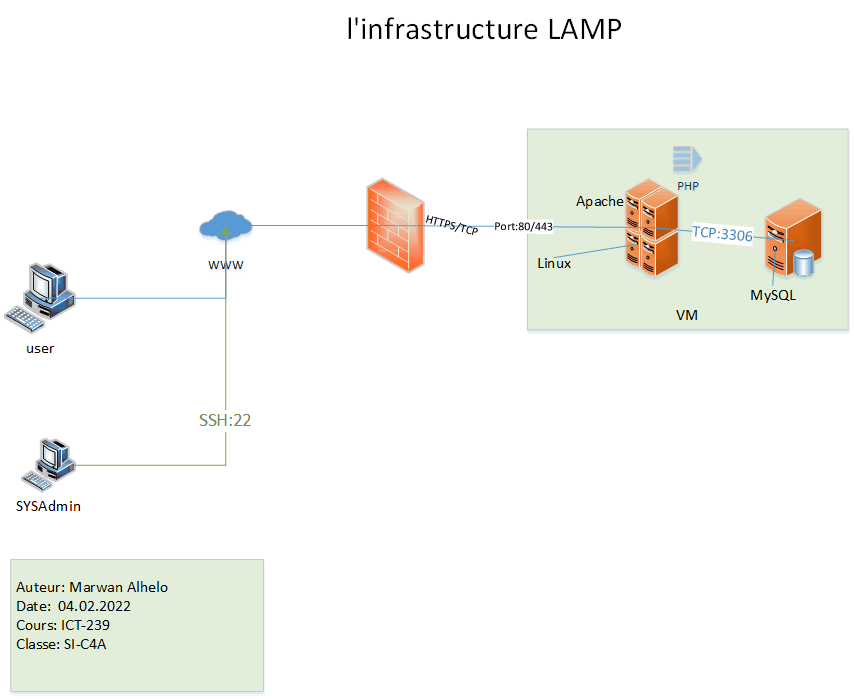 l'infrastructure LAMP
PHP
Apache
HTTPS/TCP
Port:80/443
TCP:3306
Linux
www
MySQL
VM
user
SSH:22
SYSAdmin
Auteur: Marwan Alhelo
Date:  04.02.2022
Cours: ICT-239
Classe: SI-C4A